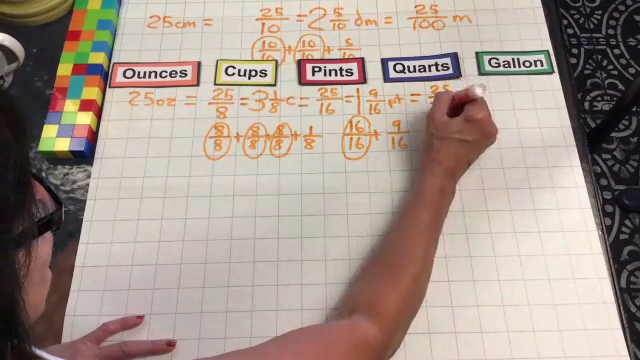 25cm = 25/10 = 2 5/10 dm = 25/100 m
10/10 + 10/10 + 5/10
Ounces Cups Pints Quarts Gallon
25oz = 25/8 = 3 1/8 c = 25/16 = 1 9/16 pt = 25
8/8 + 8/8 + 8/8 + 1/8 16/16 + 9/16